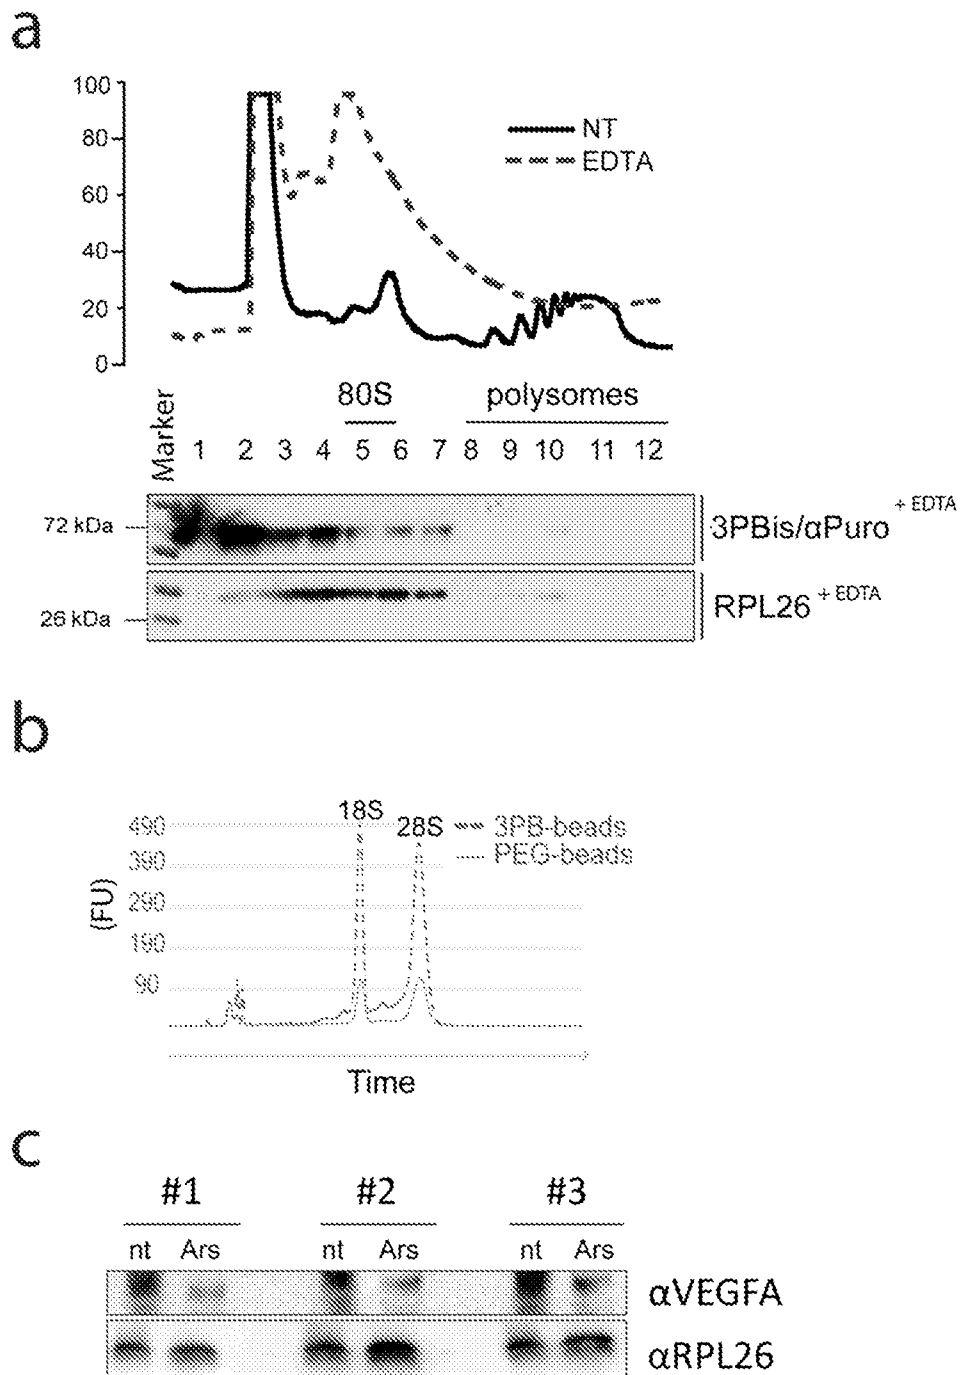 a
100
80
60
40
20
0
NT
EDTA
80S
polysomes
Marker
1 2 3 4 5 6 7 8 9 10 11 12
72 kDa
3PBis/αPuro + EDTA
RPL26 + EDTA
26 kDa
b
18S
28S
490
390
290
190
90
(FU)
3PB-beads
PEG-beads
Time
c
#1 #2 #3
nt Ars nt Ars nt Ars
αVEGFA
αRPL26